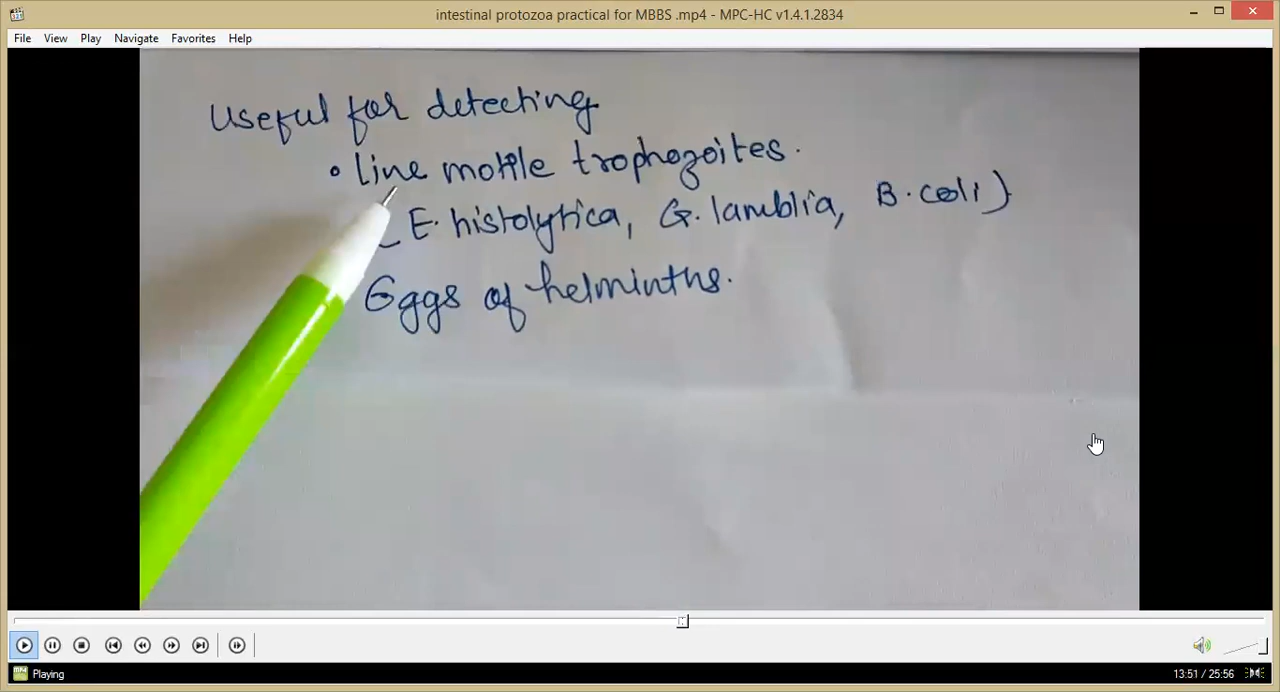 intestinal protozoa practical for MBBS .mp4 - MPC-HC v1.4.1.2834
File View Play Navigate Favorites Help
Useful for detecting
• Live motile trophozoites.
( E. histolytica, G. lamblia, B. coli )
Eggs of helminths.
Playing
13:51 / 25:56